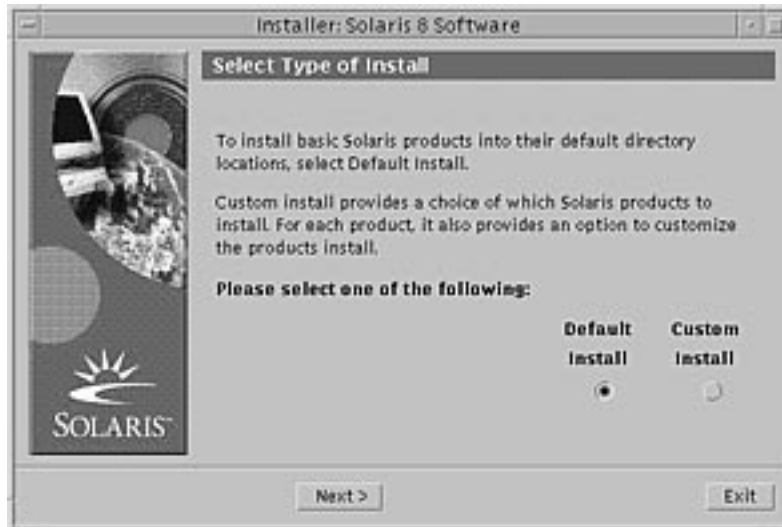 Installer: Solaris 8 Software
Select Type of Install
To install basic Solaris products into their default directory
locations, select Default Install.
Custom install provides a choice of which Solaris products to
install. For each product, it also provides an option to customize
the products install.
Please select one of the following:
Default Custom
Install Install
SOLARIS™
Next >
Exit